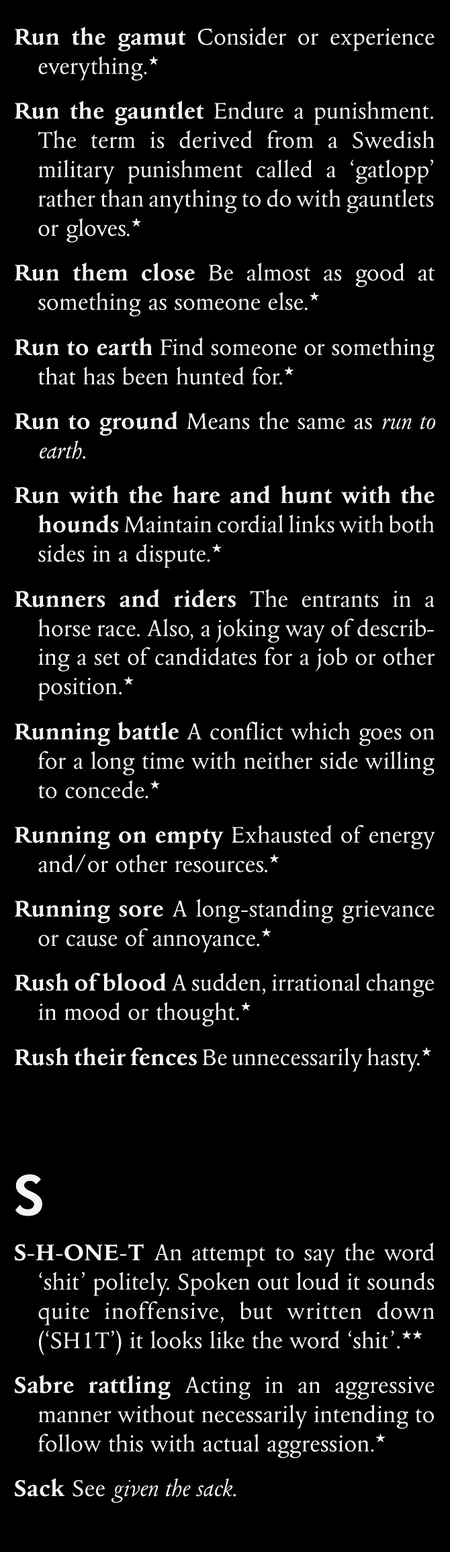 Run the gamut Consider or experience
everything.★
Run the gauntlet Endure a punishment.
The term is derived from a Swedish
military punishment called a ‘gatlopp’
rather than anything to do with gauntlets
or gloves.★
Run them close Be almost as good at
something as someone else.★
Run to earth Find someone or something
that has been hunted for.★
Run to ground Means the same as run to
earth.
Run with the hare and hunt with the
hounds Maintain cordial links with both
sides in a dispute.★
Runners and riders The entrants in a
horse race. Also, a joking way of describ-
ing a set of candidates for a job or other
position.★
Running battle A conflict which goes on
for a long time with neither side willing
to concede.★
Running on empty Exhausted of energy
and/or other resources.★
Running sore A long-standing grievance
or cause of annoyance.★
Rush of blood A sudden, irrational change
in mood or thought.★
Rush their fences Be unnecessarily hasty.★
S
S-H-ONE-T An attempt to say the word
‘shit’ politely. Spoken out loud it sounds
quite inoffensive, but written down
(‘SH1T’) it looks like the word ‘shit’.★★
Sabre rattling Acting in an aggressive
manner without necessarily intending to
follow this with actual aggression.★
Sack See given the sack.